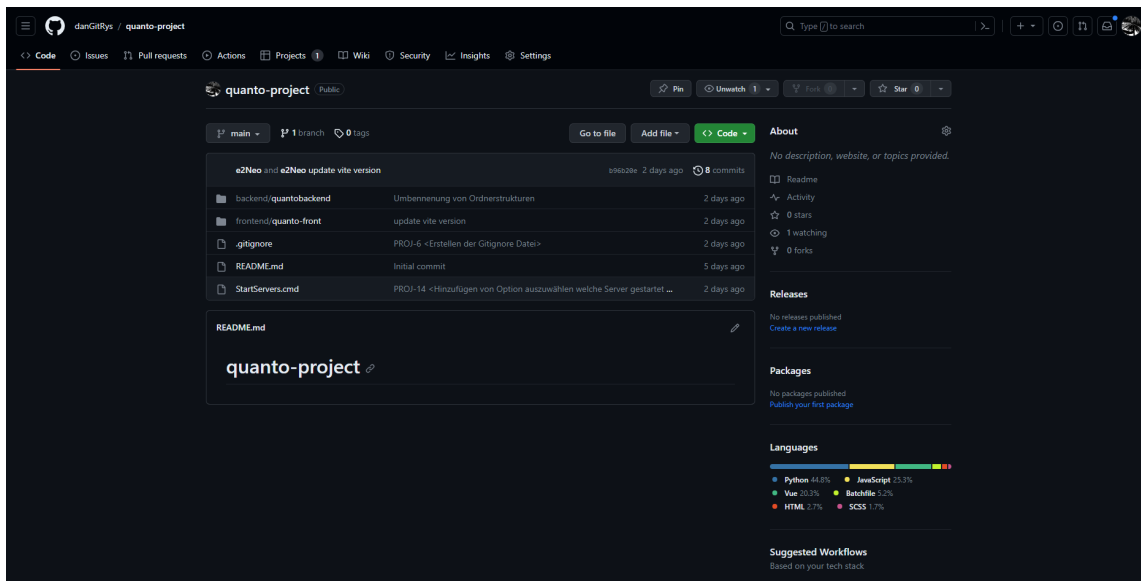 danGitRys / quanto-project
Type / to search
<> Code Issues Pull requests Actions Projects 1 Wiki Security Insights Settings
quanto-project Public
Pin Unwatch 1 Fork 0 Star 0
main 1 branch 0 tags Go to file Add file <> Code
e2Neo and e2Neo update vite version b96b20e 2 days ago 8 commits
backend/quantobackend Umbennenung von Ordnerstrukturen 2 days ago
frontend/quanto-front update vite version 2 days ago
.gitignore PROJ-6 <Erstellen der Gitignore Datei> 2 days ago
README.md Initial commit 5 days ago
StartServers.cmd PROJ-14 <Hinzufügen von Option auszuwählen welche Server gestartet ... 2 days ago
README.md
quanto-project
About
No description, website, or topics provided.
Readme
Activity
0 stars
1 watching
0 forks
Releases
No releases published
Create a new release
Packages
No packages published
Publish your first package
Languages
Python 44.8% JavaScript 25.3%
Vue 20.3% Batchfile 5.2%
HTML 2.7% SCSS 1.7%
Suggested Workflows
Based on your tech stack